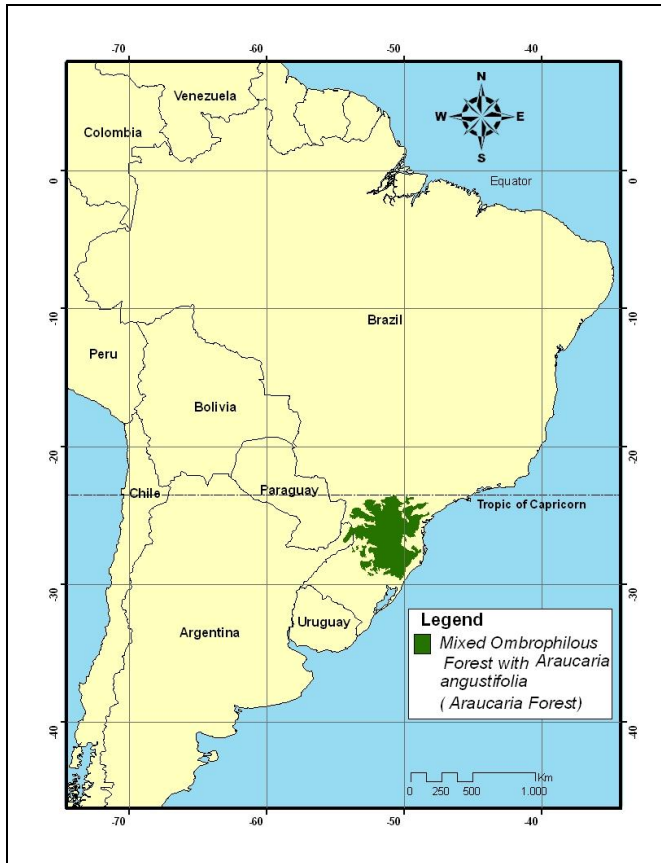 -70 -60 -50 -40
N
W E
S
Venezuela
Colombia
0 Equator 0
-10 Brazil -10
Peru
Bolivia
-20 -20
Chile Paraguay Tropic of Capricorn
-30 -30
Uruguay
Argentina
Legend
Mixed Ombrophilous
Forest with Araucaria
angustifolia
( Araucaria Forest)
-40 -40
0 250 500 1.000 Km
-70 -60 -50 -40